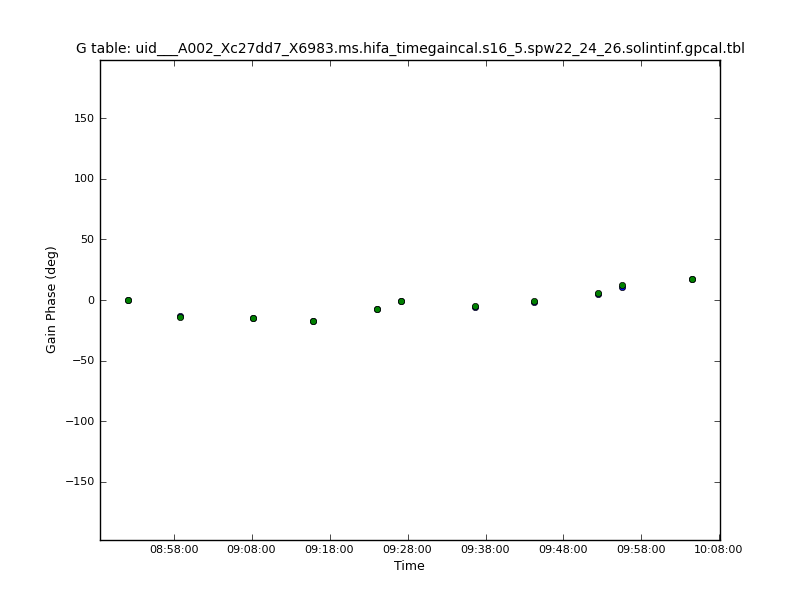 G table: uid___A002_Xc27dd7_X6983.ms.hifa_timegaincal.s16_5.spw22_24_26.solintinf.gpcal.tbl
150
100
50
0
−50
−100
−150
Gain Phase (deg)
08:58:00 09:08:00 09:18:00 09:28:00 09:38:00 09:48:00 09:58:00 10:08:00
Time